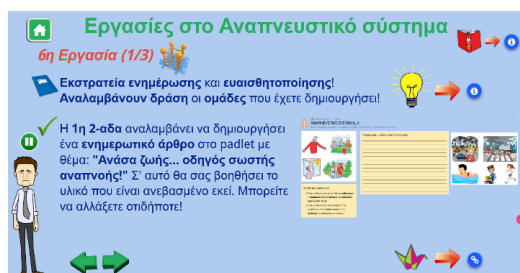 Εργασίες στο Αναπνευστικό σύστημα
6η Εργασία (1/3)
Εκστρατεία ενημέρωσης και ευαισθητοποίησης!
Αναλαμβάνουν δράση οι ομάδες που έχετε δημιουργήσει!
Η 1η 2-αδα αναλαμβάνει να δημιουργήσει
ένα ενημερωτικό άρθρο στο padlet με
θέμα: "Ανάσα ζωής... οδηγός σωστής
αναπνοής!" Σ' αυτό θα σας βοηθήσει το
υλικό που είναι ανεβασμένο εκεί. Μπορείτε
να αλλάξετε οτιδήποτε!